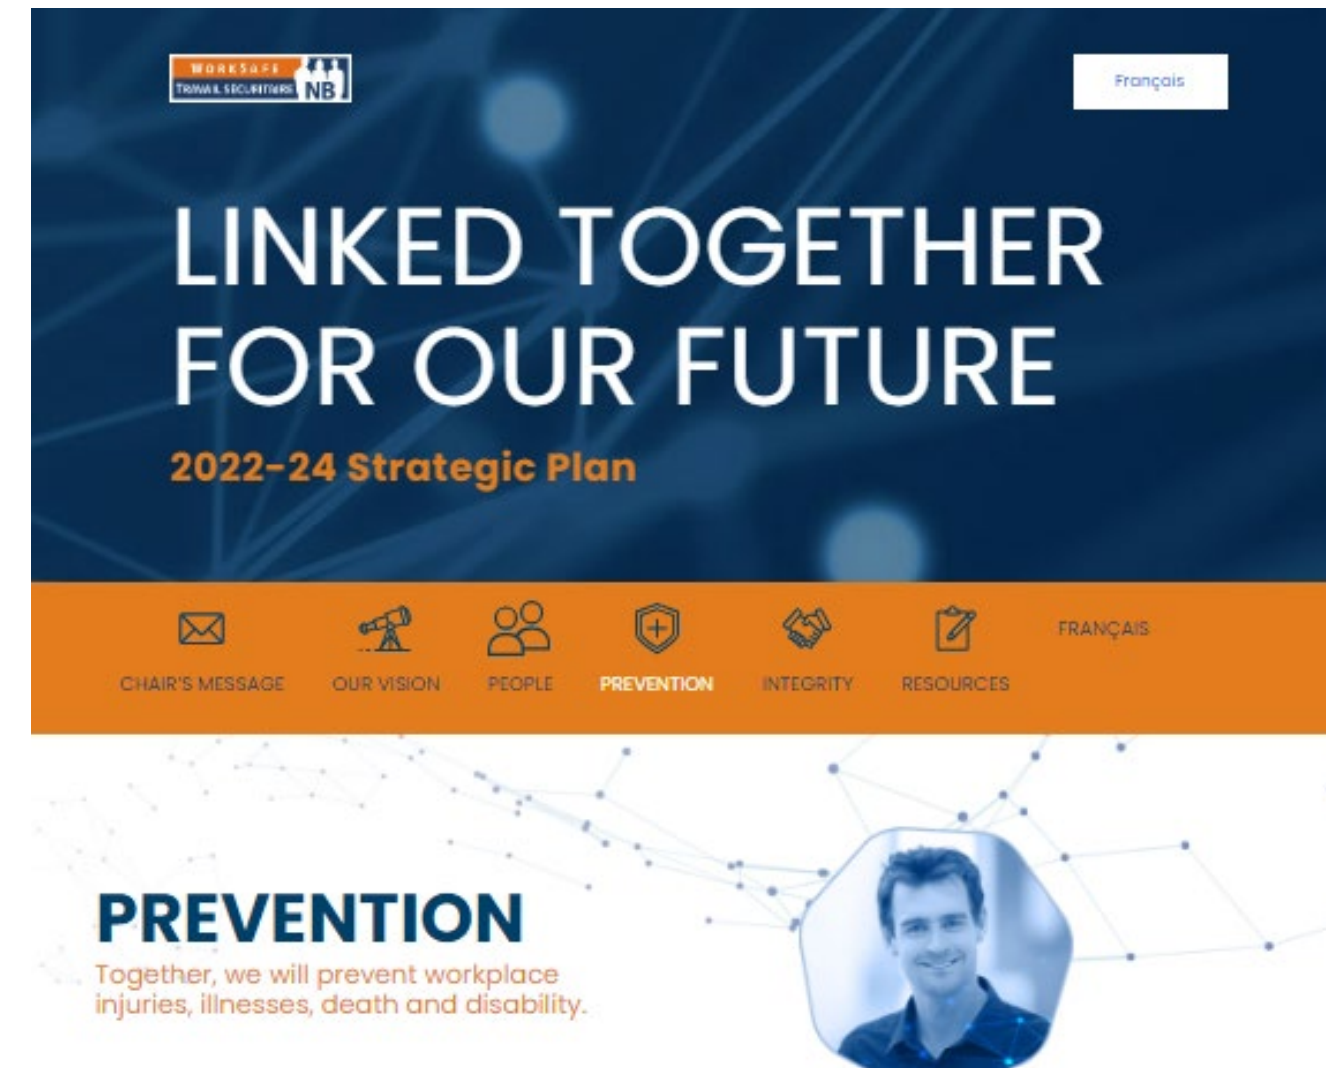 WORKSAFE
TRAVAIL SÉCURITAIRE NB
Français
LINKED TOGETHER
FOR OUR FUTURE
2022-24 Strategic Plan
CHAIR'S MESSAGE OUR VISION PEOPLE PREVENTION INTEGRITY RESOURCES FRANÇAIS
PREVENTION
Together, we will prevent workplace
injuries, illnesses, death and disability.